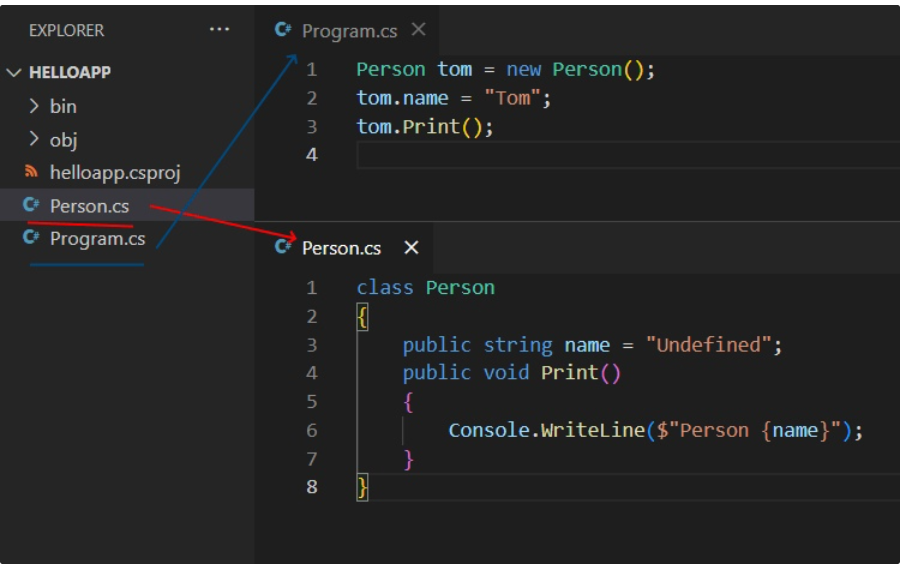 EXPLORER ...
HELLOAPP
bin
obj
helloapp.csproj
C# Person.cs
C# Program.cs
C# Program.cs ×
1 Person tom = new Person();
2 tom.name = "Tom";
3 tom.Print();
4
C# Person.cs ×
1 class Person
2 {
3 public string name = "Undefined";
4 public void Print()
5 {
6 Console.WriteLine($"Person {name}");
7 }
8 }